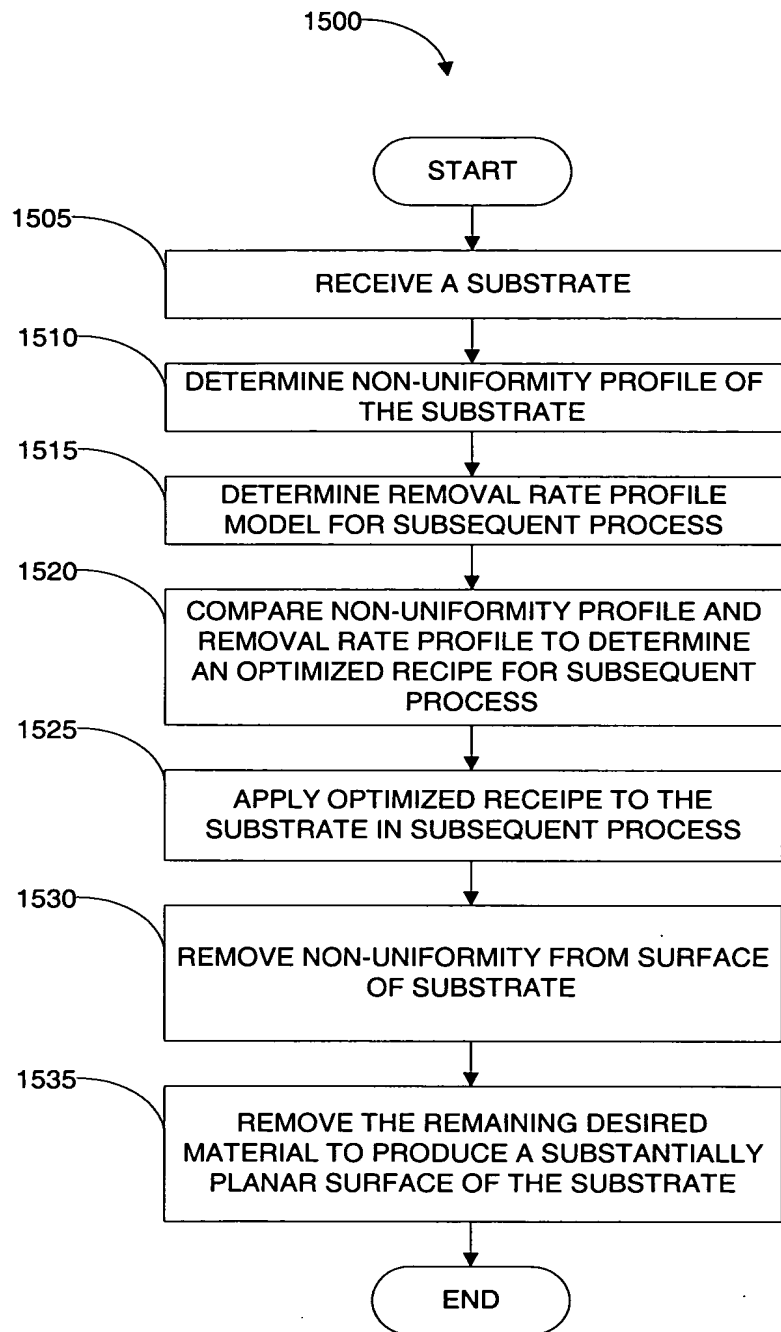 1500
START
1505
RECEIVE A SUBSTRATE
1510
DETERMINE NON-UNIFORMITY PROFILE OF
THE SUBSTRATE
1515
DETERMINE REMOVAL RATE PROFILE
MODEL FOR SUBSEQUENT PROCESS
1520
COMPARE NON-UNIFORMITY PROFILE AND
REMOVAL RATE PROFILE TO DETERMINE
AN OPTIMIZED RECIPE FOR SUBSEQUENT
PROCESS
1525
APPLY OPTIMIZED RECEIPE TO THE
SUBSTRATE IN SUBSEQUENT PROCESS
1530
REMOVE NON-UNIFORMITY FROM SURFACE
OF SUBSTRATE
1535
REMOVE THE REMAINING DESIRED
MATERIAL TO PRODUCE A SUBSTANTIALLY
PLANAR SURFACE OF THE SUBSTRATE
END